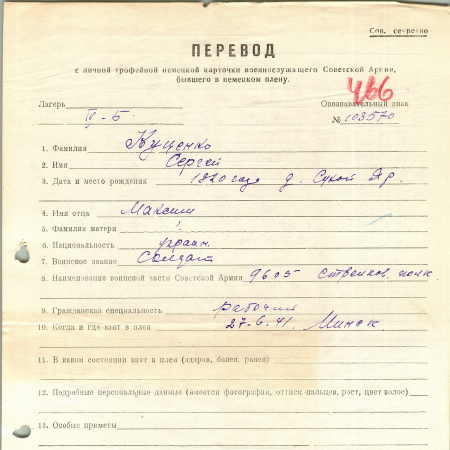 Сов. секретно
ПЕРЕВОД
с личной трофейной немецкой карточки военнослужащего Советской Армии,
бывшего в немецком плену.
466
Лагерь Опознавательный знак
IV-Б № 103570
1. Фамилия Куценко
2. Имя Сергей
3. Дата и место рождения 1820 года д. Сухой Яр.
4. Имя отца Максим
5. Фамилия матери
6. Национальность украин.
7. Воинское звание Солдат
8. Наименование воинской части Советской Армии 9605 стрелков. полк
9. Гражданская специальность рабочий
10. Когда и где взят в плен 27.6.41. Минск
11. В каком состоянии взят в плен (здоров, болен, ранен)
12. Подробные персональные данные (имеется фотография, оттиск пальцев, рост, цвет волос)
13. Особые приметы